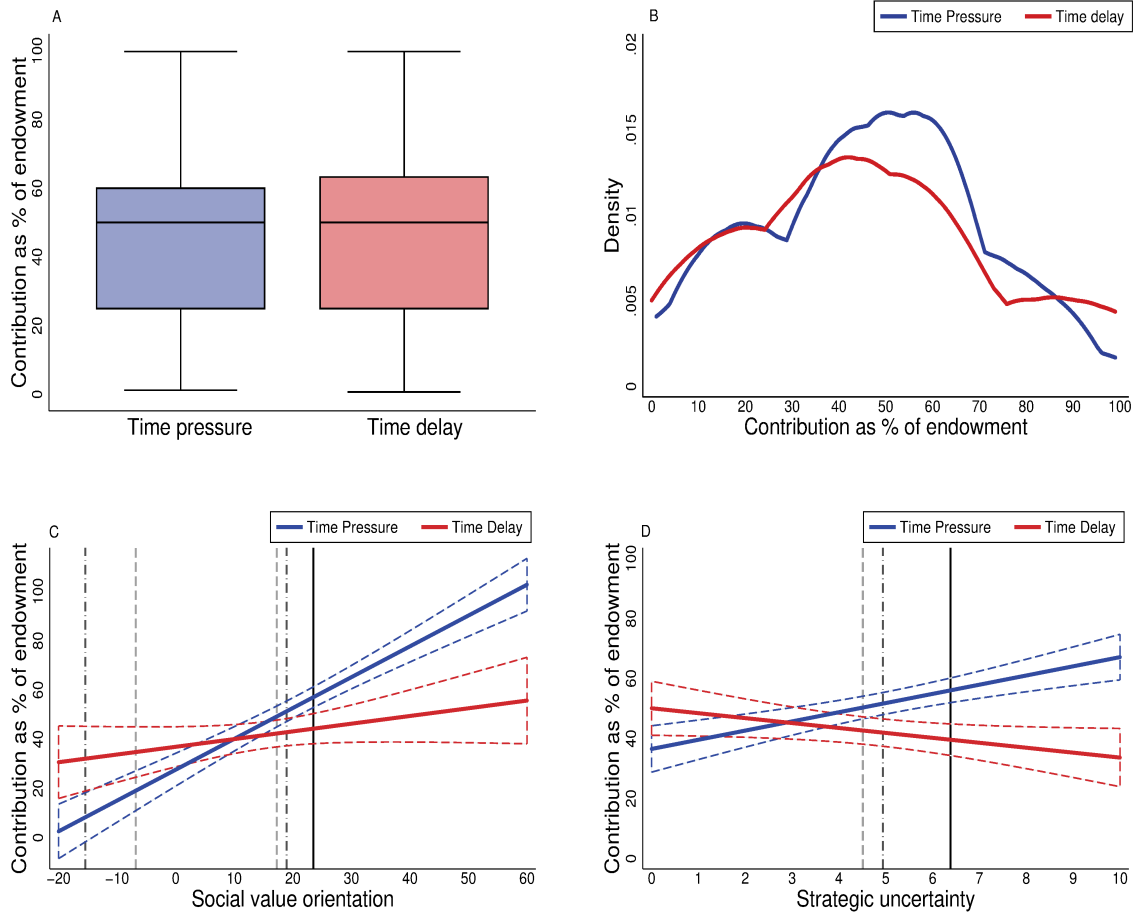 A
Contribution as % of endowment
0 20 40 60 80 100
Time pressure Time delay
B
Time Pressure Time delay
Density
0 .005 .01 .015 .02
0 10 20 30 40 50 60 70 80 90 100
Contribution as % of endowment
C
Time Pressure Time Delay
Contribution as % of endowment
0 20 40 60 80 100
−20 −10 0 10 20 30 40 50 60
Social value orientation
D
Time Pressure Time Delay
Contribution as % of endowment
0 20 40 60 80 100
0 1 2 3 4 5 6 7 8 9 10
Strategic uncertainty